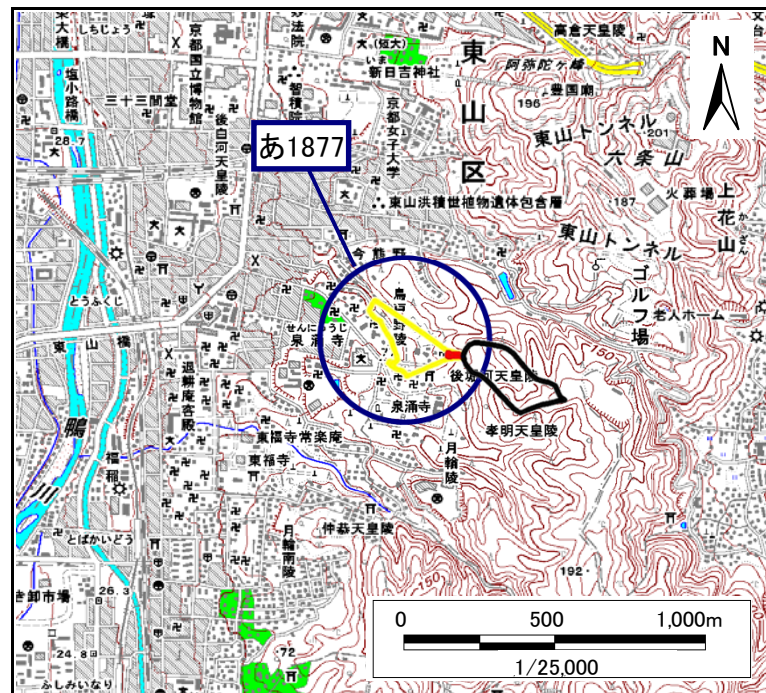 東大橋
しちじょう
塩小路橋
三十三間堂
京都国立博物館
妙法院
智積院
後白河天皇陵
(短大)
いま
新日吉神社
京都女子大学
東山区
高倉天皇陵
阿弥陀ヶ峰
豊国廟
196
N
東山トンネル
201
六条山
187
火葬場
上花山
かざん
28.7
あ1877
東山洪積世植物遺体包含層
今熊野
東山トンネル
ゴルフ場
老人ホーム
とうふくじ
東山橋
せんにゅうじ
泉涌寺
鳥戸野陵
150
退耕庵客殿
後堀河天皇陵
泉涌寺
孝明天皇陵
鴨川
福稲
東福寺常楽庵
東福寺
月輪陵
仲恭天皇陵
月輪南陵
とばかいどう
150
192
26.3
き卸市場
24.8
72
ふしみいなり
0 500 1,000m
1/25,000